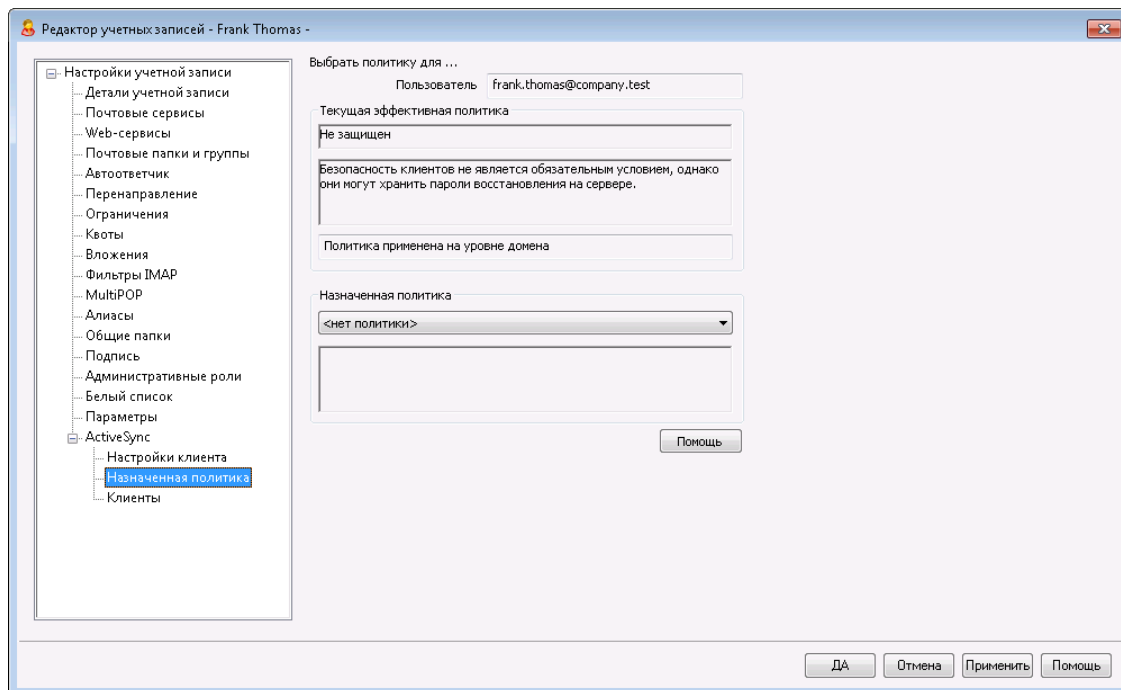 Редактор учетных записей - Frank Thomas -
Настройки учетной записи
Детали учетной записи
Почтовые сервисы
Web-сервисы
Почтовые папки и группы
Автоответчик
Перенаправление
Ограничения
Квоты
Вложения
Фильтры IMAP
MultiPOP
Алиасы
Общие папки
Подпись
Административные роли
Белый список
Параметры
ActiveSync
Настройки клиента
Назначенная политика
Клиенты
Выбрать политику для ...
Пользователь frank.thomas@company.test
Текущая эффективная политика
Не защищен
Безопасность клиентов не является обязательным условием, однако
они могут хранить пароли восстановления на сервере.
Политика применена на уровне домена
Назначенная политика
<нет политики>
Помощь
ДА Отмена Применить Помощь